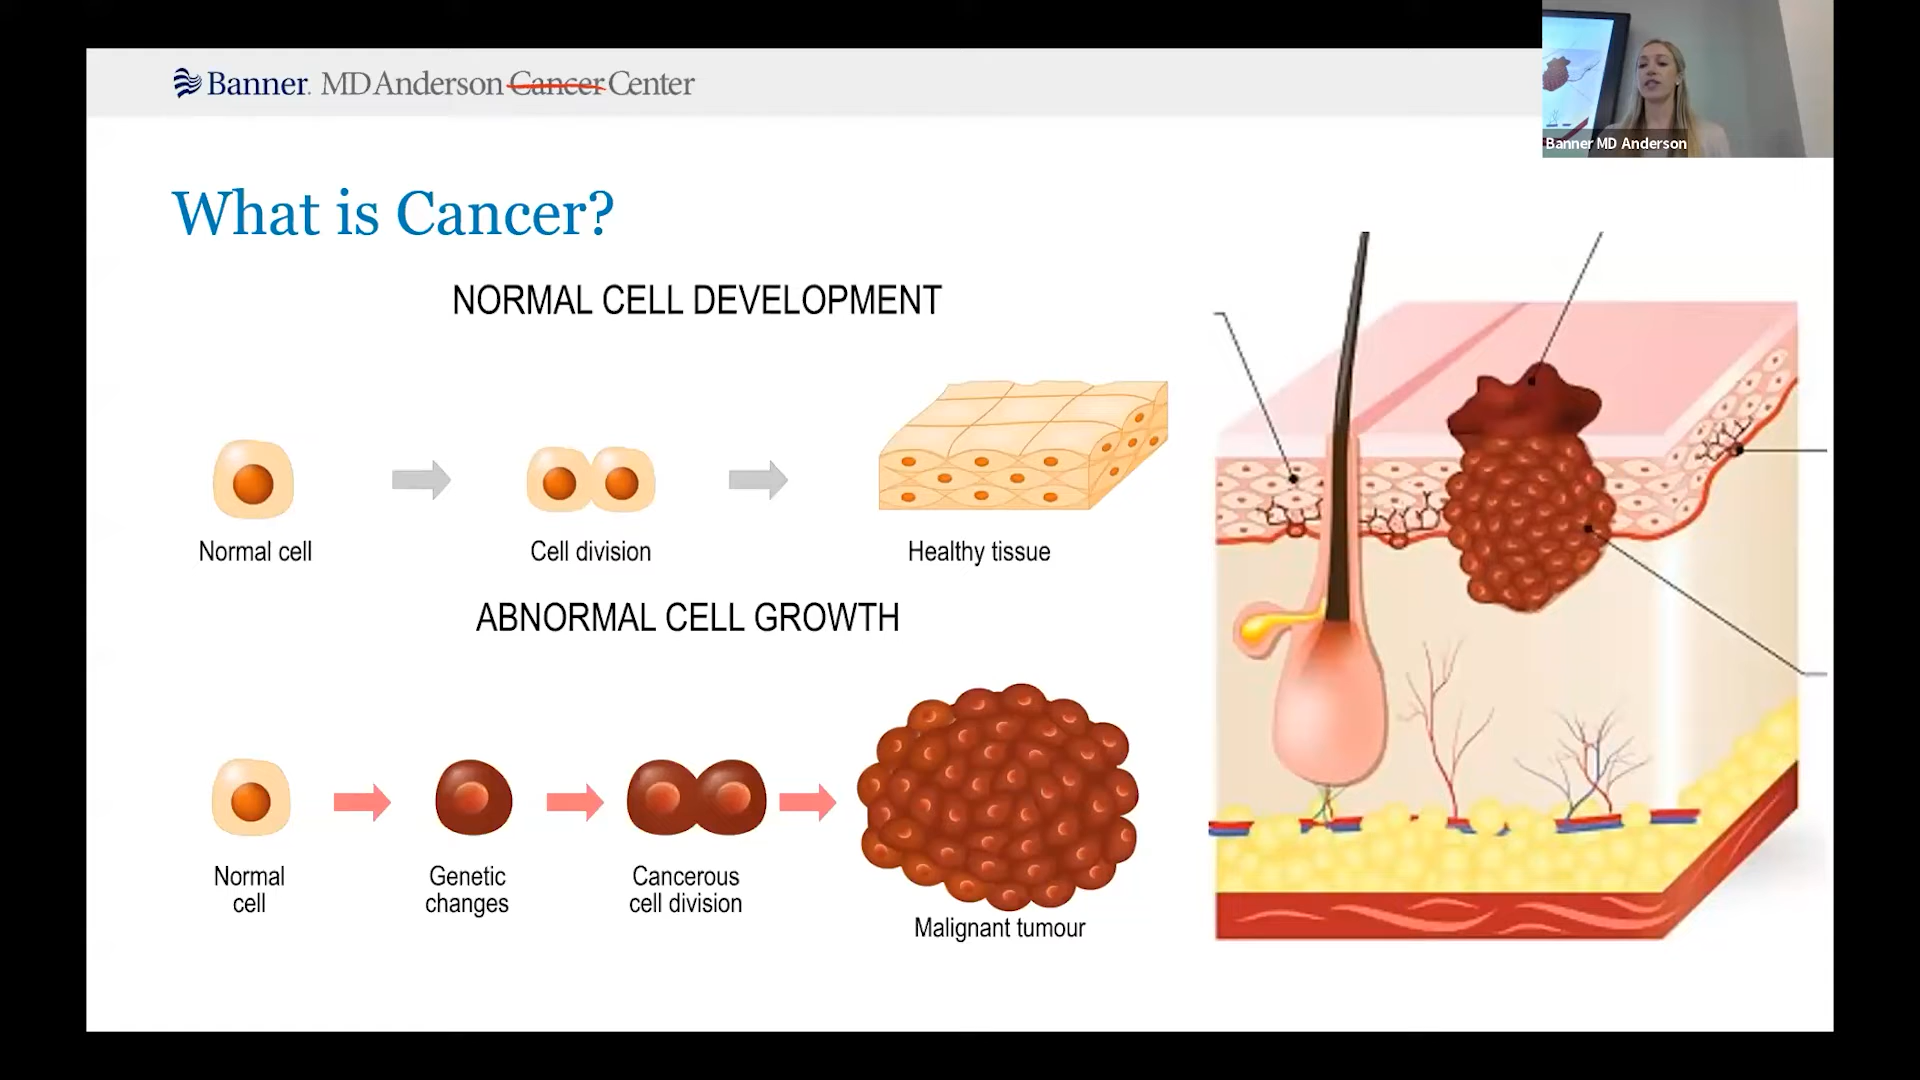 Banner. MD Anderson Cancer Center
Banner MD Anderson
What is Cancer?
NORMAL CELL DEVELOPMENT
Normal cell
Cell division
Healthy tissue
ABNORMAL CELL GROWTH
Normal
cell
Genetic
changes
Cancerous
cell division
Malignant tumour